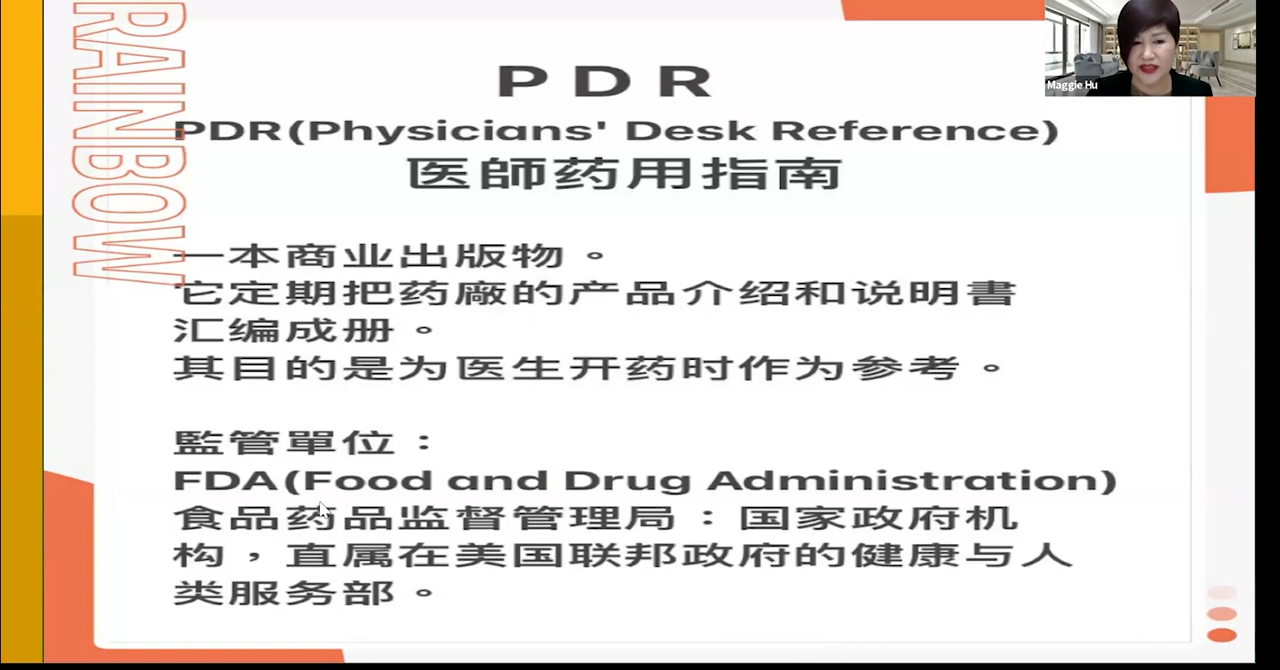 RAINBOW
PDR
PDR(Physicians' Desk Reference)
医師药用指南
一本商业出版物。
它定期把药廠的产品介绍和说明書
汇编成册。
其目的是为医生开药时作为参考。
監管單位：
FDA(Food and Drug Administration)
食品药品监督管理局：国家政府机
构，直属在美国联邦政府的健康与人
类服务部。
Maggie Hu